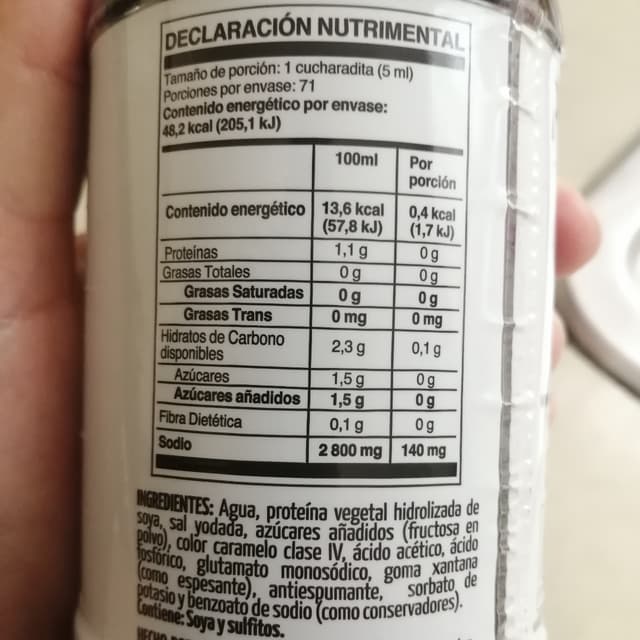 DECLARACIÓN NUTRIMENTAL
Tamaño de porción: 1 cucharadita (5 ml)
Porciones por envase: 71
Contenido energético por envase:
48,2 kcal (205,1 kJ)
100ml Por porción
Contenido energético 13,6 kcal (57,8 kJ) 0,4 kcal (1,7 kJ)
Proteínas 1,1 g 0 g
Grasas Totales 0 g 0 g
Grasas Saturadas 0 g 0 g
Grasas Trans 0 mg 0 mg
Hidratos de Carbono disponibles 2,3 g 0,1 g
Azúcares 1,5 g 0 g
Azúcares añadidos 1,5 g 0 g
Fibra Dietética 0,1 g 0 g
Sodio 2 800 mg 140 mg
INGREDIENTES: Agua, proteína vegetal hidrolizada de
soya, sal yodada, azúcares añadidos (fructosa en
polvo), color caramelo clase IV, ácido acético, ácido
fosfórico, glutamato monosódico, goma xantana
(como espesante), antiespumante, sorbato de
potasio y benzoato de sodio (como conservadores).
Contiene: Soya y sulfitos.